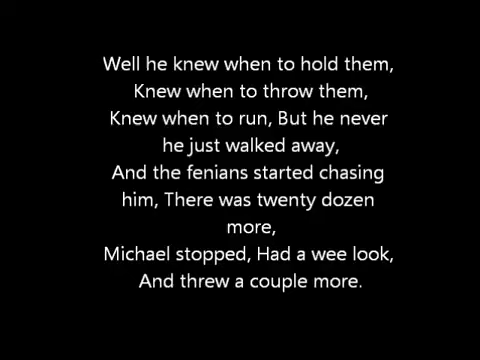 Well he knew when to hold them,
Knew when to throw them,
Knew when to run, But he never
he just walked away,
And the fenians started chasing
him, There was twenty dozen
more,
Michael stopped, Had a wee look,
And threw a couple more.